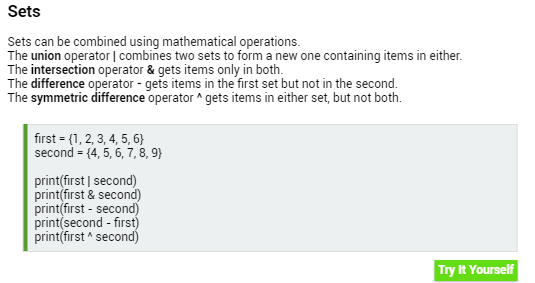 Sets
Sets can be combined using mathematical operations.
The union operator | combines two sets to form a new one containing items in either.
The intersection operator & gets items only in both.
The difference operator - gets items in the first set but not in the second.
The symmetric difference operator ^ gets items in either set, but not both.
first = {1, 2, 3, 4, 5, 6}
second = {4, 5, 6, 7, 8, 9}
print(first | second)
print(first & second)
print(first - second)
print(second - first)
print(first ^ second)
Try It Yourself